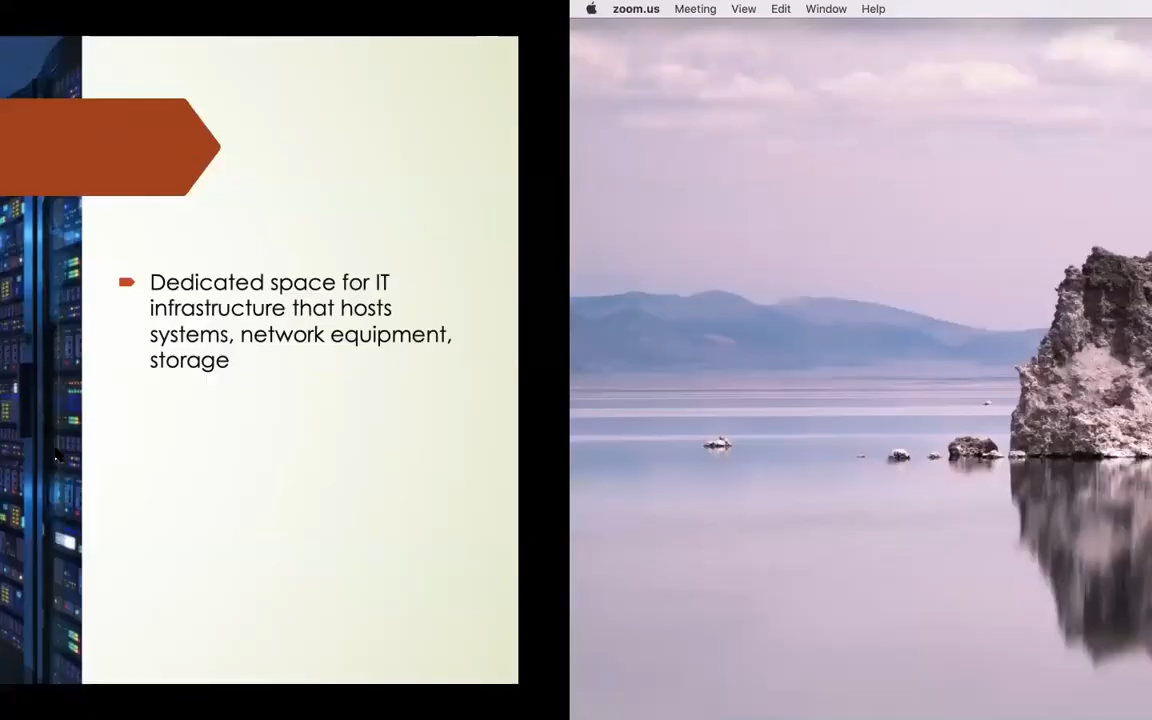 zoom.us Meeting View Edit Window Help
Dedicated space for IT
infrastructure that hosts
systems, network equipment,
storage